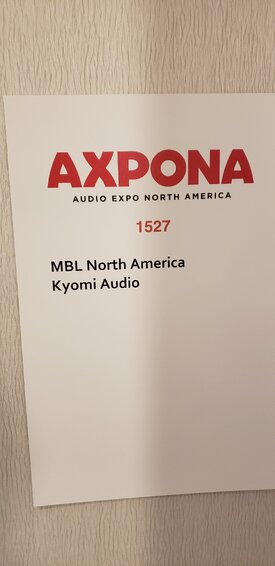 AXPONA
AUDIO EXPO NORTH AMERICA
1527
MBL North America
Kyomi Audio